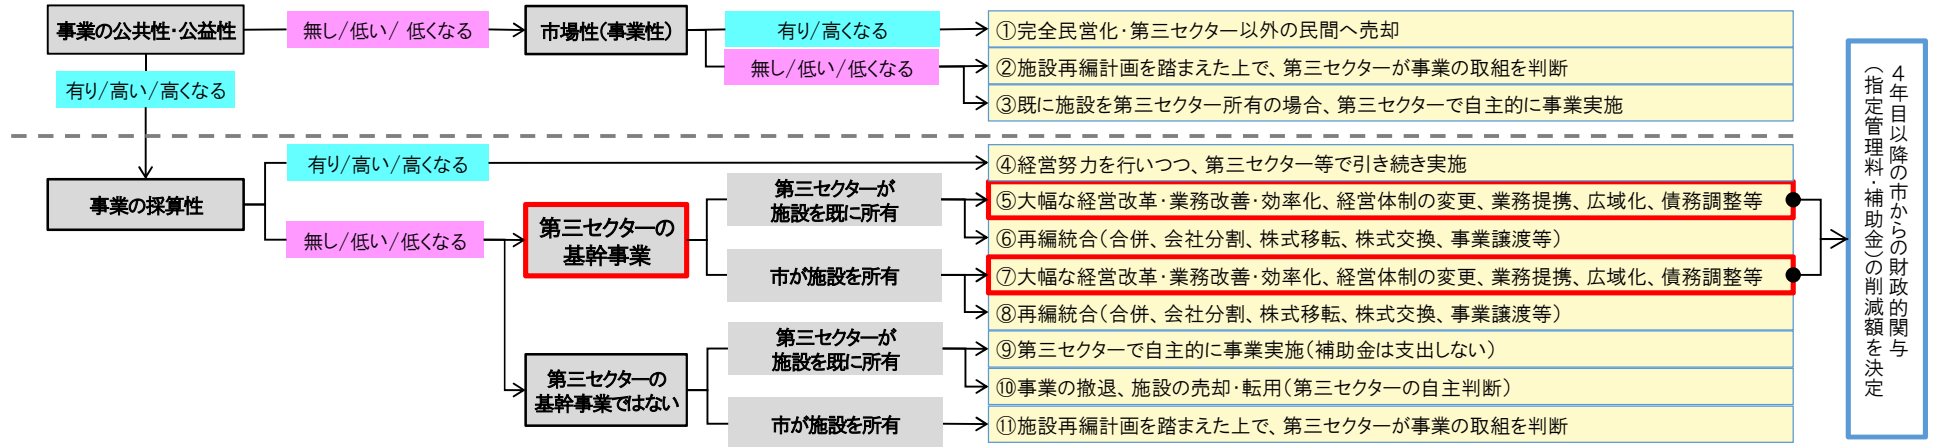 事業の公共性・公益性
無し/低い/ 低くなる
市場性(事業性)
有り/高くなる
①完全民営化・第三セクター以外の民間へ売却
無し/低い/低くなる
②施設再編計画を踏まえた上で、第三セクターが事業の取組を判断
③既に施設を第三セクター所有の場合、第三セクターで自主的に事業実施
有り/高い/高くなる
事業の採算性
有り/高い/高くなる
④経営努力を行いつつ、第三セクター等で引き続き実施
無し/低い/低くなる
第三セクターの
基幹事業
第三セクターが
施設を既に所有
⑤大幅な経営改革・業務改善・効率化、経営体制の変更、業務提携、広域化、債務調整等
⑥再編統合(合併、会社分割、株式移転、株式交換、事業譲渡等)
市が施設を所有
⑦大幅な経営改革・業務改善・効率化、経営体制の変更、業務提携、広域化、債務調整等
⑧再編統合(合併、会社分割、株式移転、株式交換、事業譲渡等)
第三セクターの
基幹事業ではない
第三セクターが
施設を既に所有
⑨第三セクターで自主的に事業実施(補助金は支出しない)
⑩事業の撤退、施設の売却・転用(第三セクターの自主判断)
市が施設を所有
⑪施設再編計画を踏まえた上で、第三セクターが事業の取組を判断
４年目以降の市からの財政的関与
(指定管理料・補助金)の削減額を決定